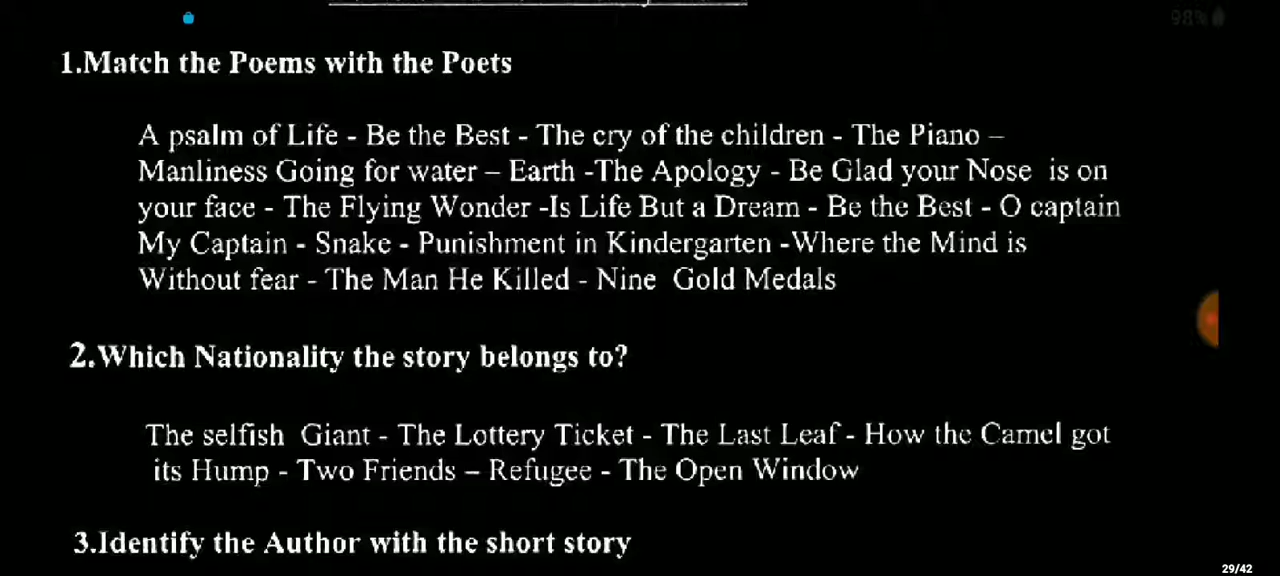 98%
1.Match the Poems with the Poets
A psalm of Life - Be the Best - The cry of the children - The Piano –
Manliness Going for water – Earth -The Apology - Be Glad your Nose is on
your face - The Flying Wonder -Is Life But a Dream - Be the Best - O captain
My Captain - Snake - Punishment in Kindergarten -Where the Mind is
Without fear - The Man He Killed - Nine Gold Medals
2.Which Nationality the story belongs to?
The selfish Giant - The Lottery Ticket - The Last Leaf - How the Camel got
its Hump - Two Friends – Refugee - The Open Window
3.Identify the Author with the short story
29/42